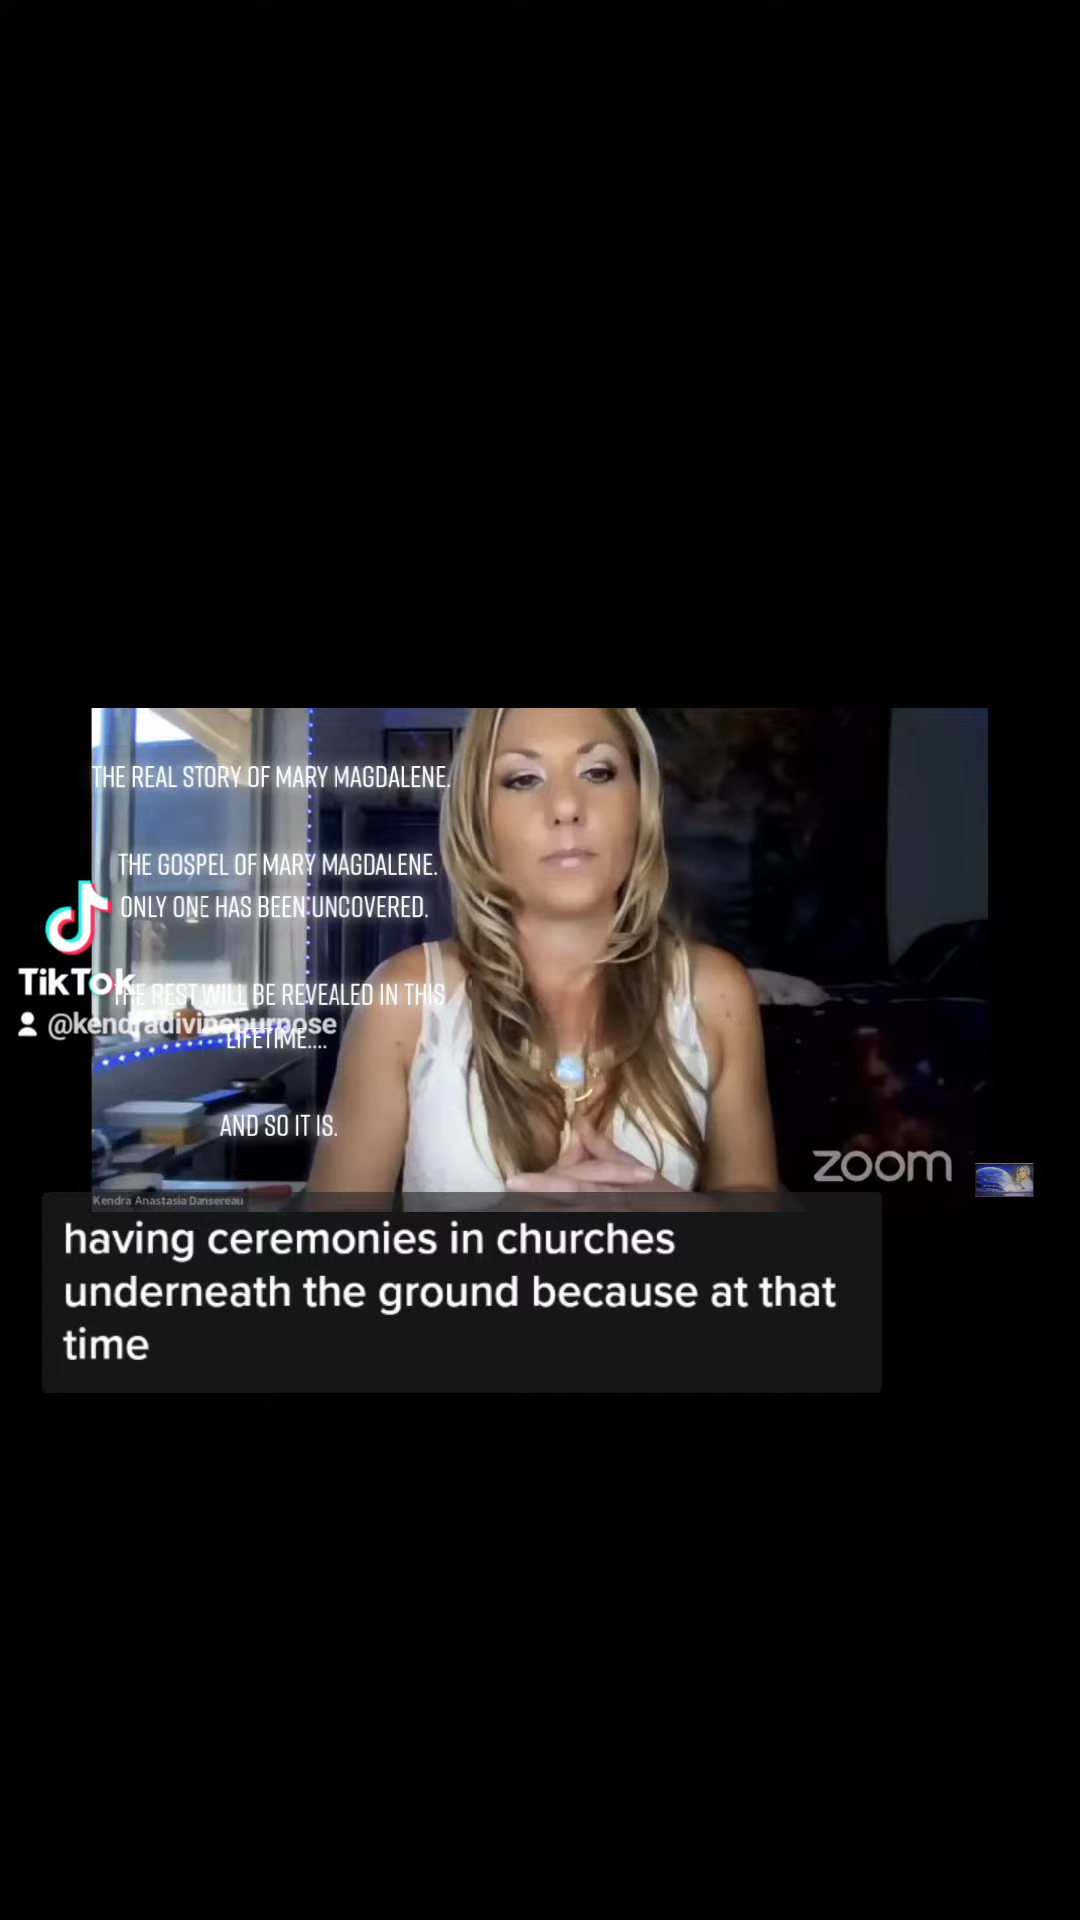 THE REAL STORY OF MARY MAGDALENE.
THE GOSPEL OF MARY MAGDALENE.
ONLY ONE HAS BEEN UNCOVERED.
TikTok
THE REST WILL BE REVEALED IN THIS
@kendradivinepurpose
LIFETIME....
AND SO IT IS.
zoom
Kendra Anastasia Dansereau
having ceremonies in churches
underneath the ground because at that
time